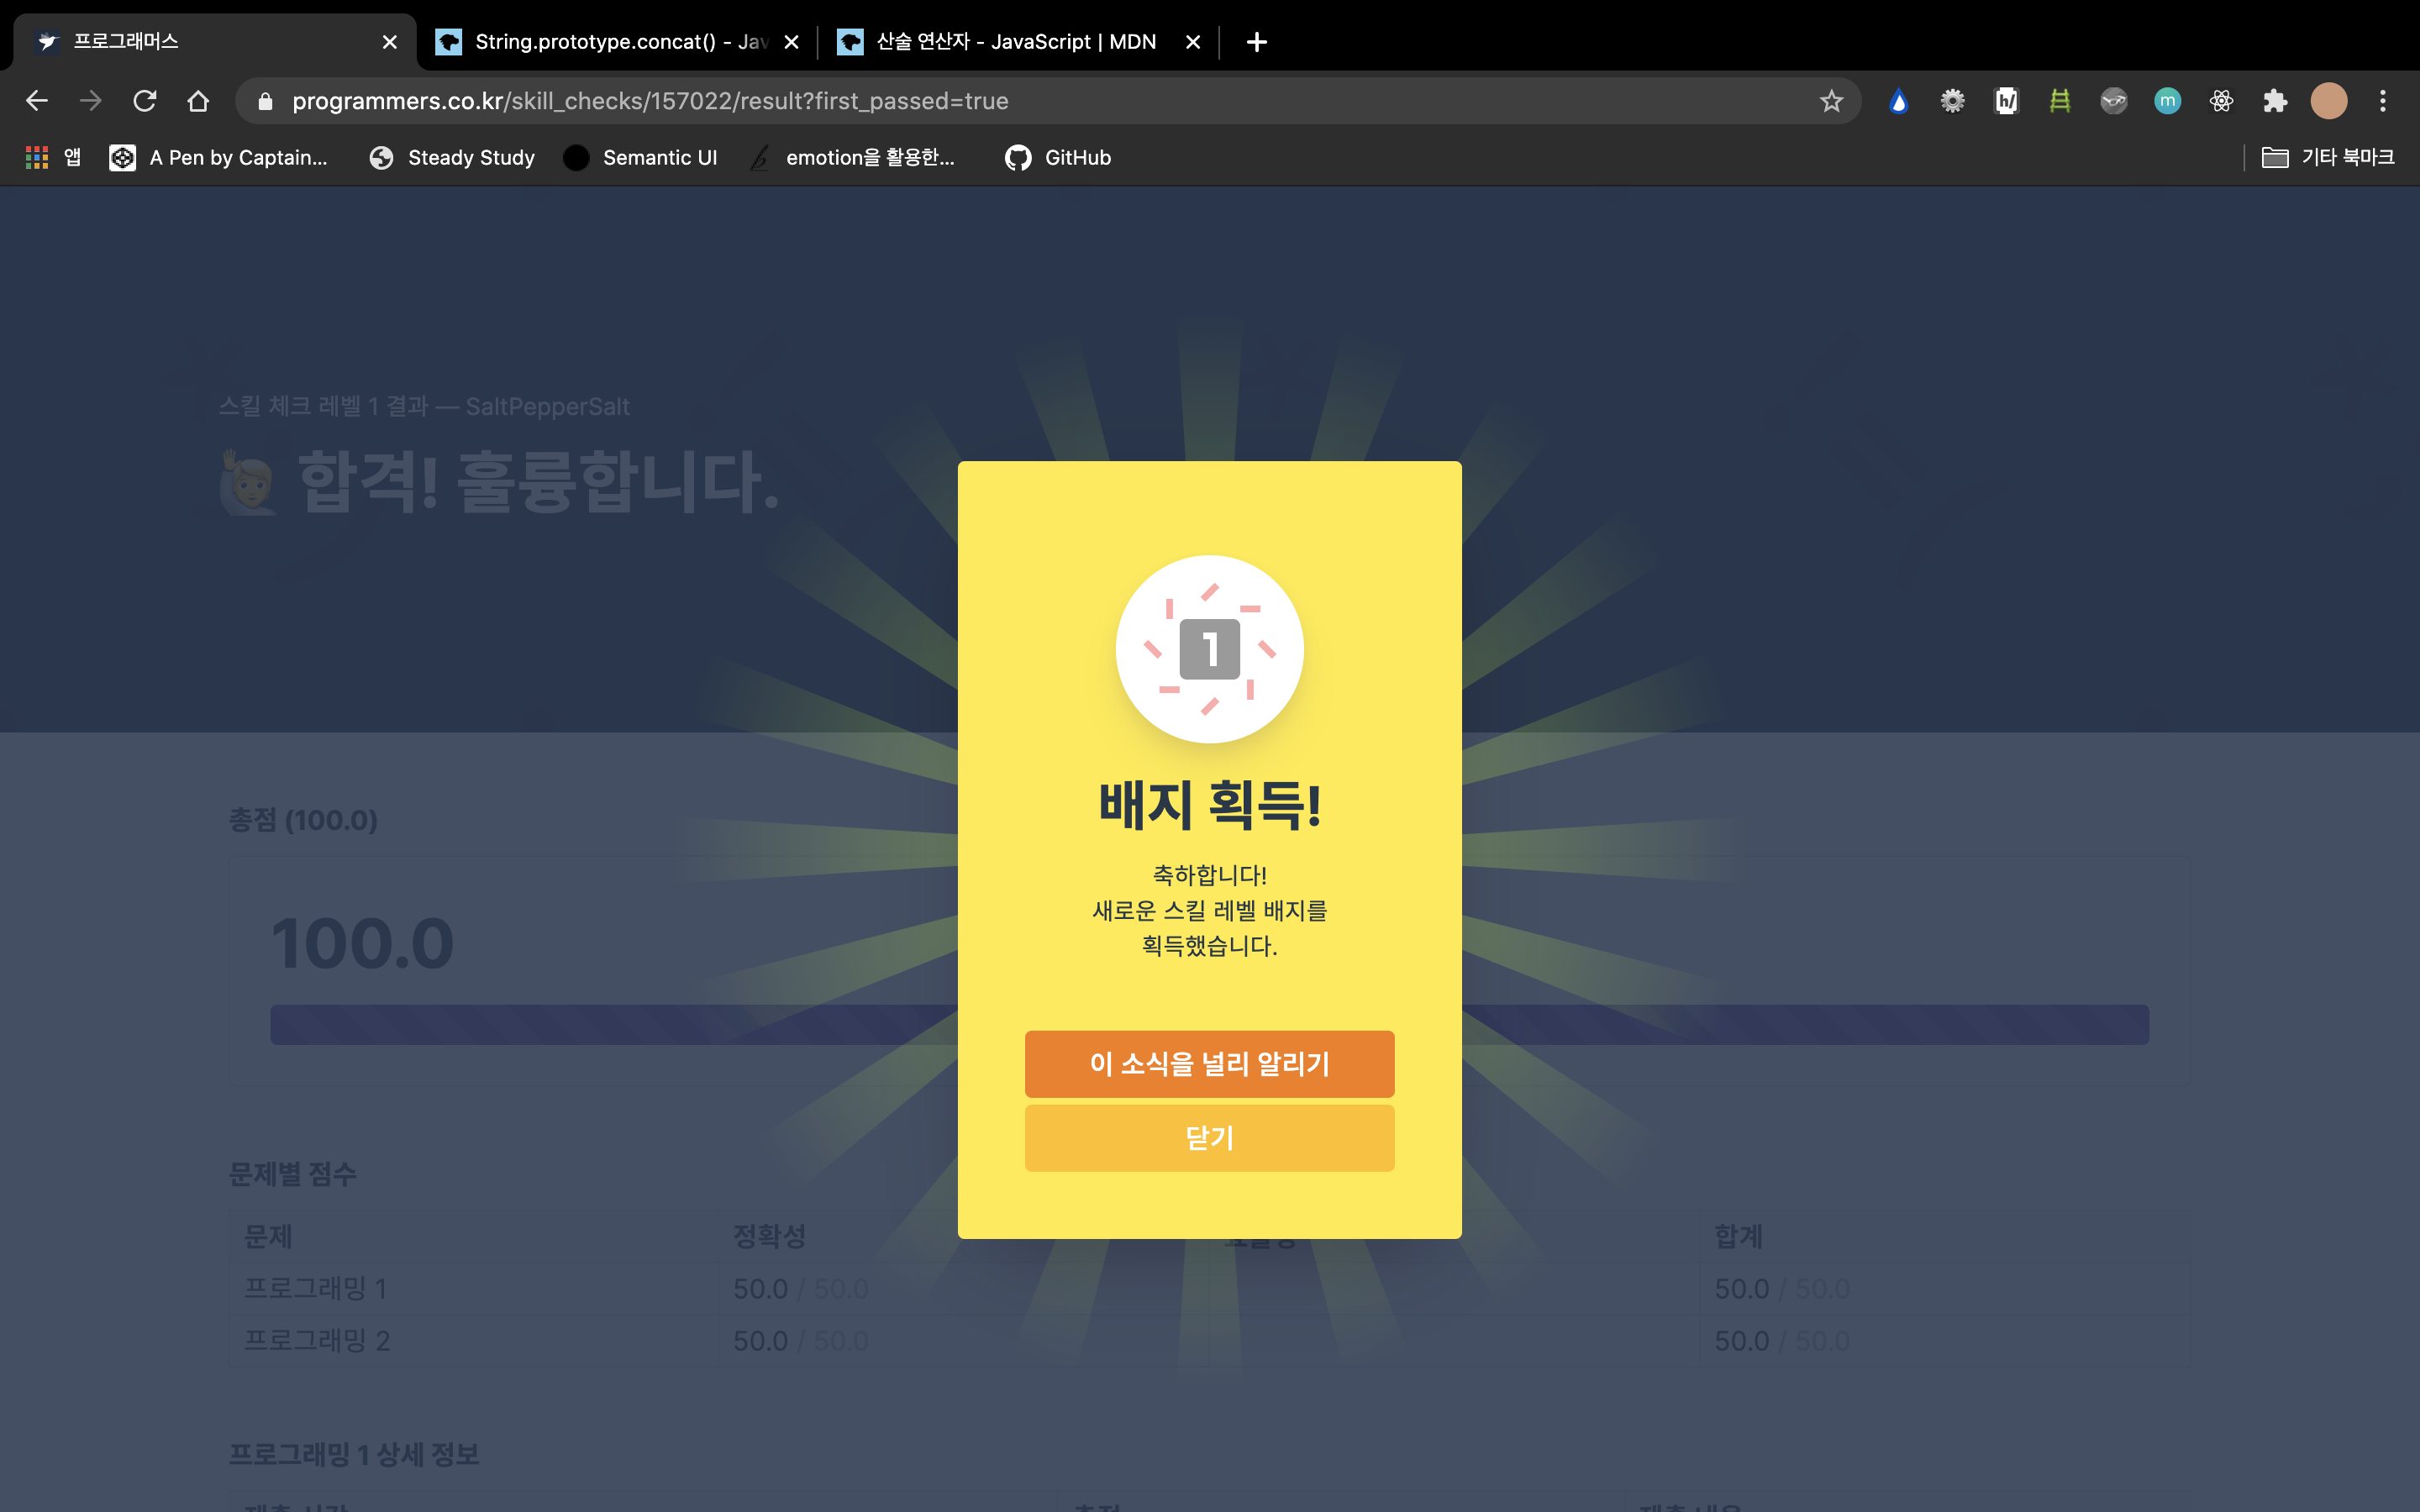 프로그래머스
String.prototype.concat() - Jav
산술 연산자 - JavaScript | MDN
programmers.co.kr/skill_checks/157022/result?first_passed=true
앱
A Pen by Captain...
Steady Study
Semantic UI
emotion을 활용한...
GitHub
기타 북마크
스킬 체크 레벨 1 결과 — SaltPepperSalt
합격! 훌륭합니다.
1
배지 획득!
축하합니다!
새로운 스킬 레벨 배지를
획득했습니다.
이 소식을 널리 알리기
닫기
총점 (100.0)
100.0
문제별 점수
문제 정확성 합계
프로그래밍 1 50.0 / 50.0 50.0 / 50.0
프로그래밍 2 50.0 / 50.0 50.0 / 50.0
프로그래밍 1 상세 정보